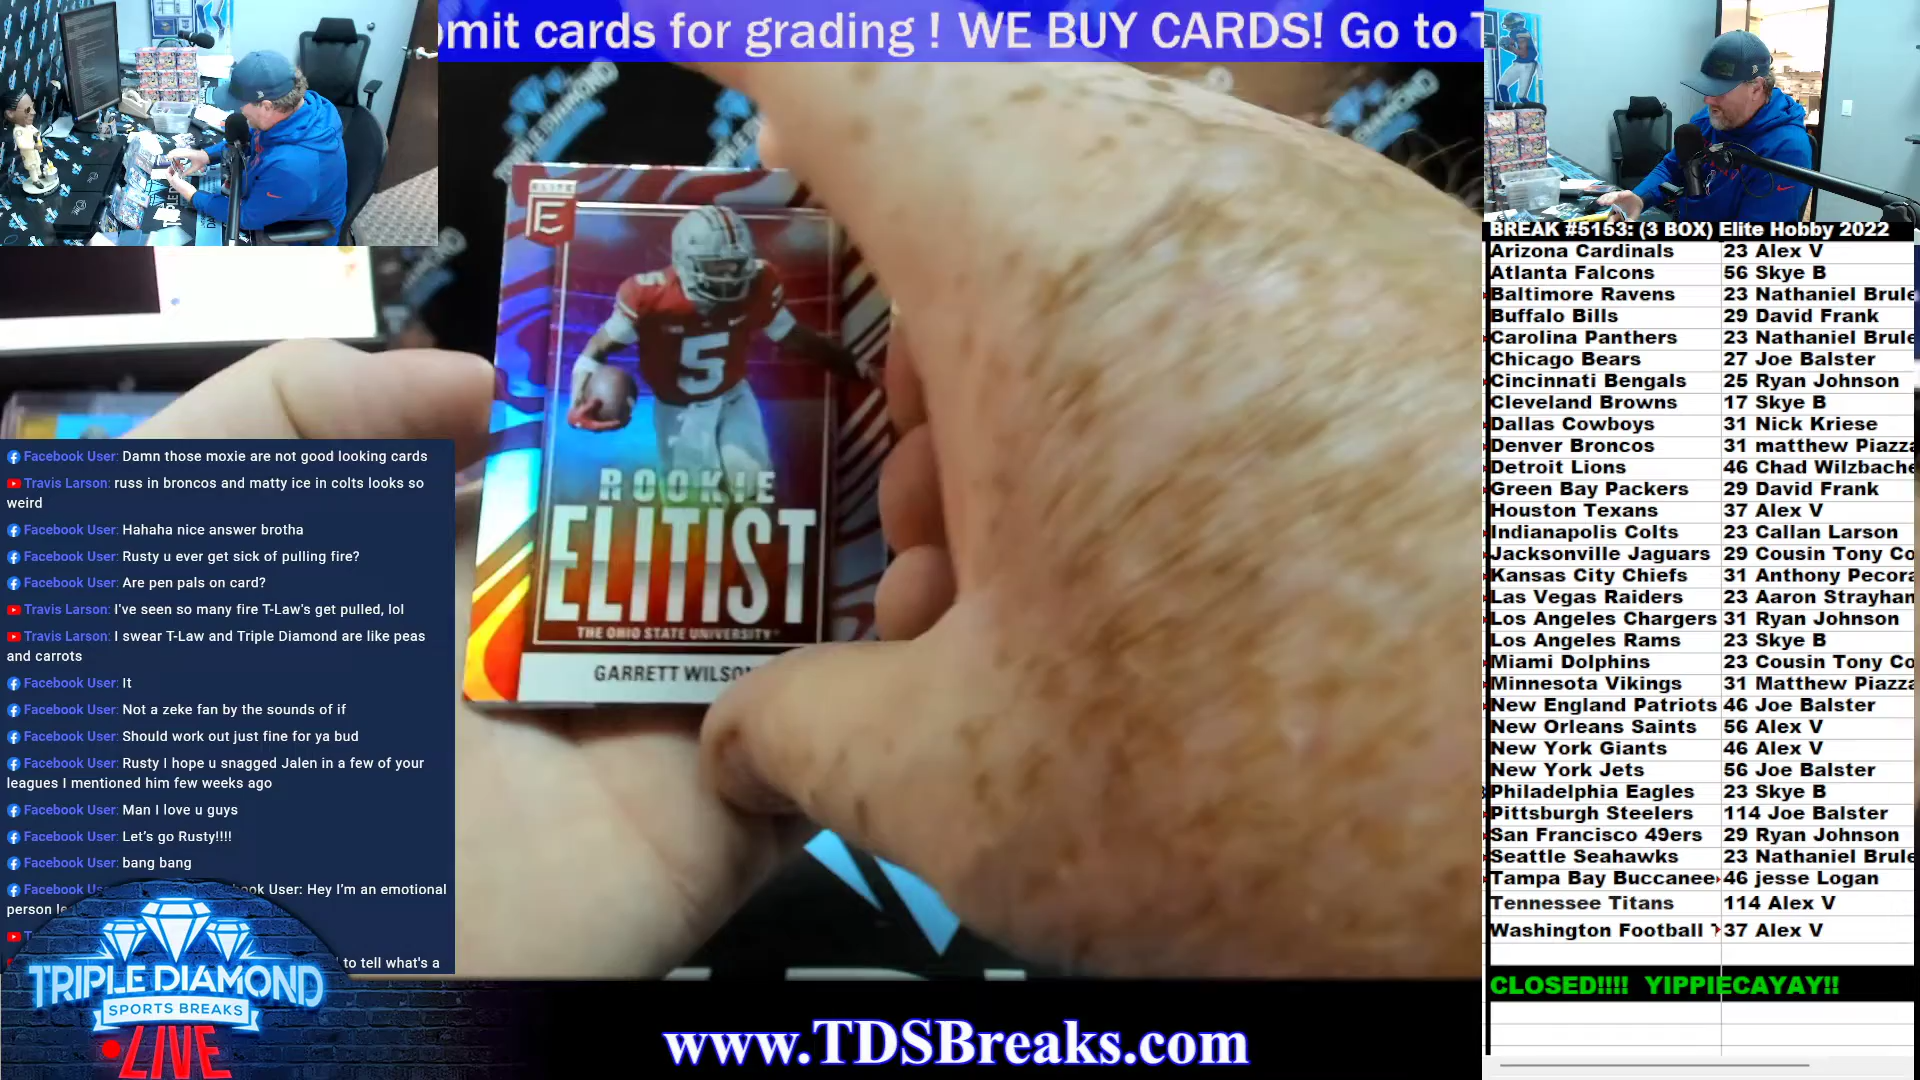 omit cards for grading ! WE BUY CARDS! Go to
ELITE
E
5
5
ROOKIE
ELITIST
THE OHIO STATE UNIVERSITY
GARRETT WILSON
Facebook User: Damn those moxie are not good looking cards
Travis Larson: russ in broncos and matty ice in colts looks so
weird
Facebook User: Hahaha nice answer brotha
Facebook User: Rusty u ever get sick of pulling fire?
Facebook User: Are pen pals on card?
Travis Larson: I've seen so many fire T-Law's get pulled, lol
Travis Larson: I swear T-Law and Triple Diamond are like peas
and carrots
Facebook User: It
Facebook User: Not a zeke fan by the sounds of if
Facebook User: Should work out just fine for ya bud
Facebook User: Rusty I hope u snagged Jalen in a few of your
leagues I mentioned him few weeks ago
Facebook User: Man I love u guys
Facebook User: Let's go Rusty!!!!
Facebook User: bang bang
Facebook Us ook User: Hey I'm an emotional
person le
T
to tell what's a
TRIPLE DIAMOND
SPORTS BREAKS
LIVE
www.TDSBreaks.com
BREAK #5153: (3 BOX) Elite Hobby 2022
Arizona Cardinals 23 Alex V
Atlanta Falcons 56 Skye B
Baltimore Ravens 23 Nathaniel Brule
Buffalo Bills 29 David Frank
Carolina Panthers 23 Nathaniel Brule
Chicago Bears 27 Joe Balster
Cincinnati Bengals 25 Ryan Johnson
Cleveland Browns 17 Skye B
Dallas Cowboys 31 Nick Kriese
Denver Broncos 31 matthew Piazza
Detroit Lions 46 Chad Wilzbache
Green Bay Packers 29 David Frank
Houston Texans 37 Alex V
Indianapolis Colts 23 Callan Larson
Jacksonville Jaguars 29 Cousin Tony Co
Kansas City Chiefs 31 Anthony Pecora
Las Vegas Raiders 23 Aaron Strayhan
Los Angeles Chargers 31 Ryan Johnson
Los Angeles Rams 23 Skye B
Miami Dolphins 23 Cousin Tony Co
Minnesota Vikings 31 Matthew Piazza
New England Patriots 46 Joe Balster
New Orleans Saints 56 Alex V
New York Giants 46 Alex V
New York Jets 56 Joe Balster
Philadelphia Eagles 23 Skye B
Pittsburgh Steelers 114 Joe Balster
San Francisco 49ers 29 Ryan Johnson
Seattle Seahawks 23 Nathaniel Brule
Tampa Bay Buccanee 46 jesse Logan
Tennessee Titans 114 Alex V
Washington Football 37 Alex V
CLOSED!!!! YIPPIECAYAY!!